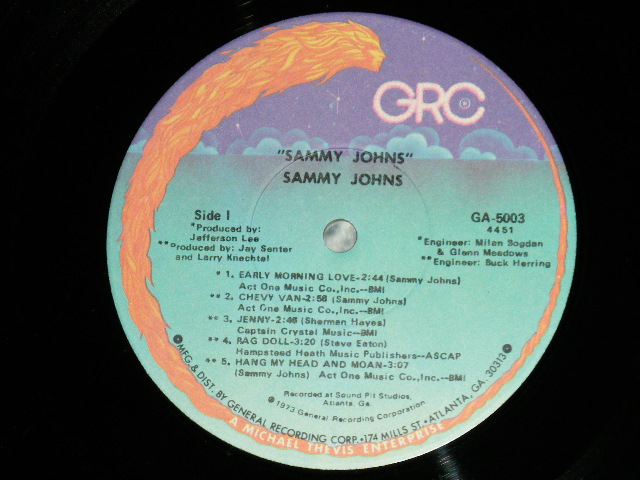 GRC
"SAMMY JOHNS"
SAMMY JOHNS
Side I
*Produced by:
Jefferson Lee
**Produced by: Jay Senter
and Larry Knechtel
GA-5003
4451
*Engineer: Milan Bogdan
& Glenn Meadows
**Engineer: Buck Herring
* 1. EARLY MORNING LOVE-2:44 (Sammy Johns)
Act One Music Co.,Inc.--BMI
** 2. CHEVY VAN-2:58 (Sammy Johns)
Act One Music Co., Inc.--BMI
** 3. JENNY-2:46 (Sherman Hayes)
Captain Crystal Music--BMI
** 4. RAG DOLL-3:20 (Steve Eaton)
Hampstead Heath Music Publishers--ASCAP
** 5. HANG MY HEAD AND MOAN-3:07
(Sammy Johns) Act One Music Co.,Inc.--BMI
Recorded at Sound Pit Studios,
Atlanta, Ga.
℗ 1973 General Recording Corporation
MFG. & DIST. BY GENERAL RECORDING CORP.•174 MILLS ST.•ATLANTA, GA. 30313
A MICHAEL THEVIS ENTERPRISE